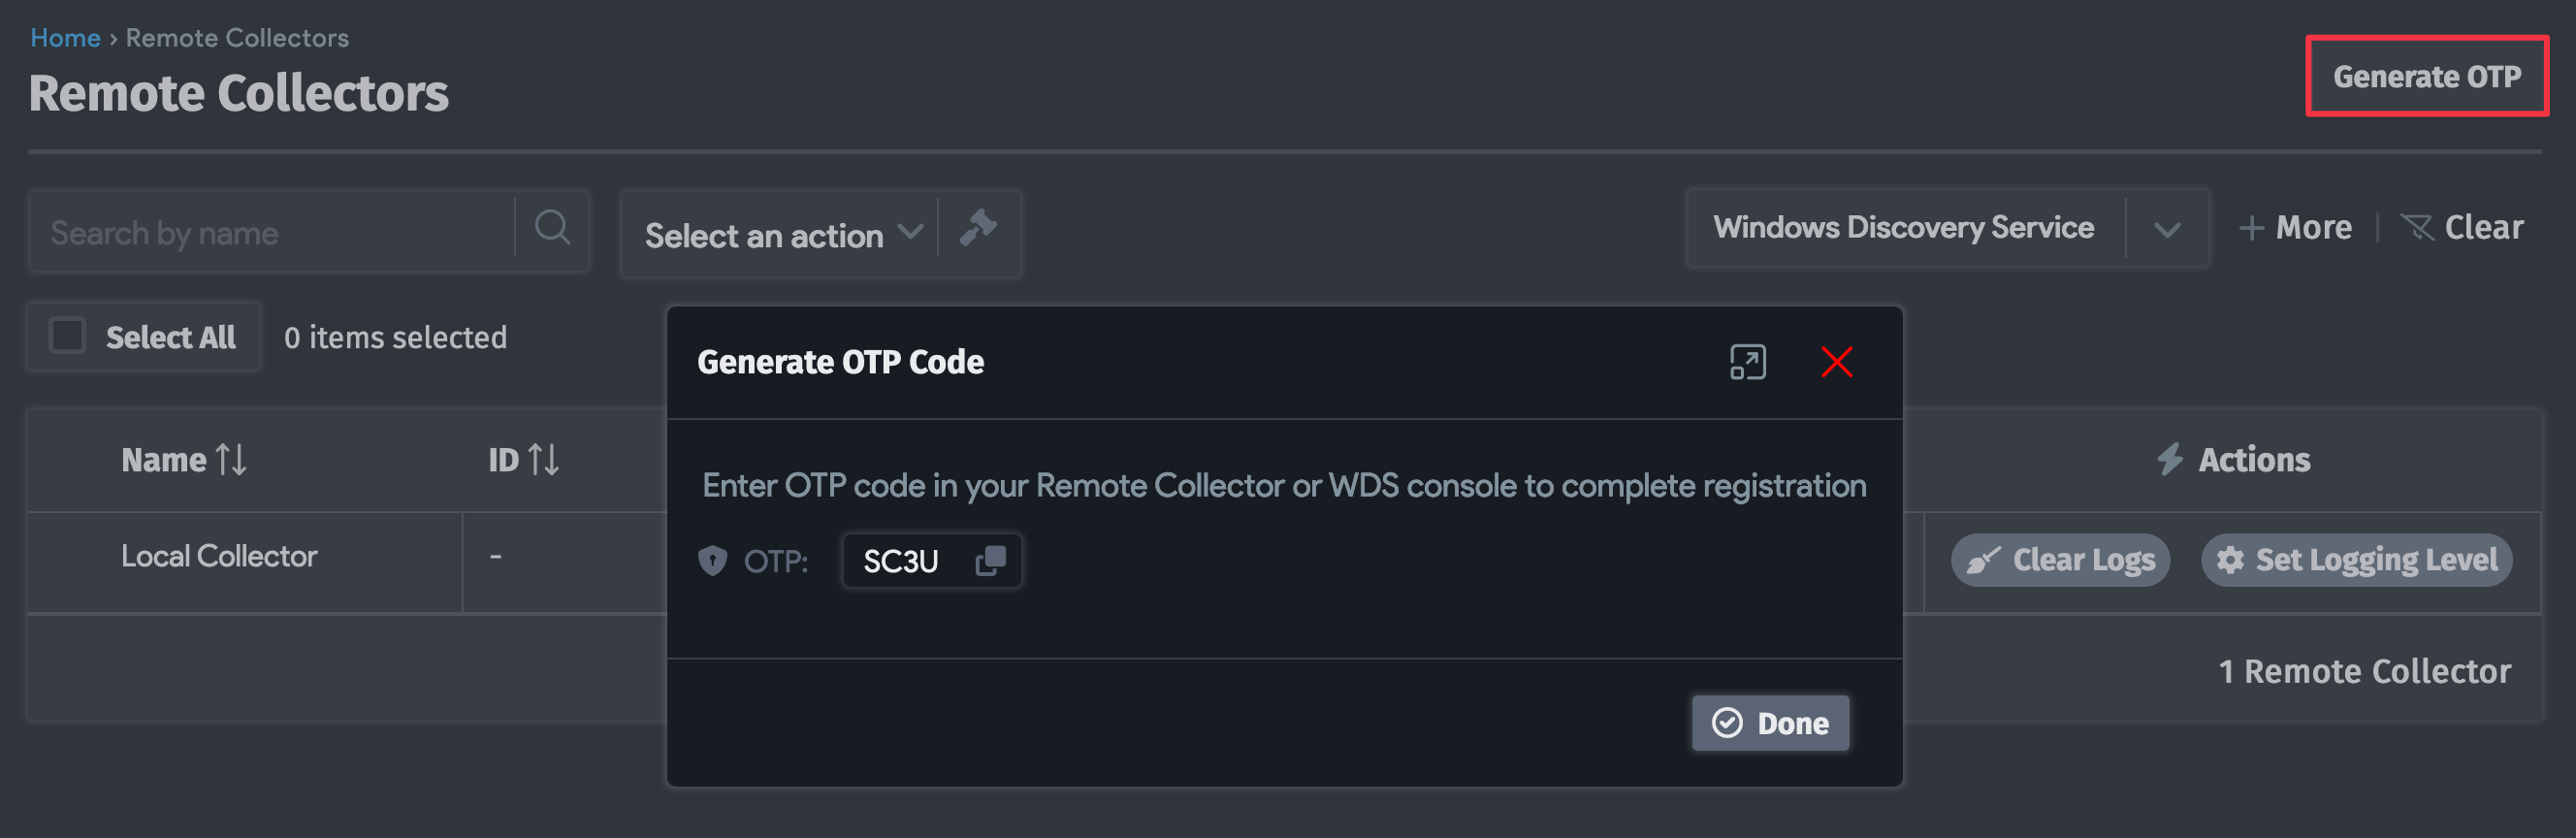 Home › Remote Collectors
Remote Collectors
Generate OTP
Search by name
Select an action
Windows Discovery Service
+ More | Clear
Select All
0 items selected
Generate OTP Code
Enter OTP code in your Remote Collector or WDS console to complete registration
OTP: SC3U
Done
Name ID Actions
Local Collector - Clear Logs Set Logging Level
1 Remote Collector